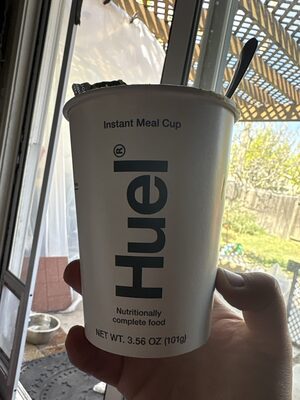 Instant Meal Cup
Huel®
Nutritionally
complete food
NET WT. 3.56 OZ (101g)